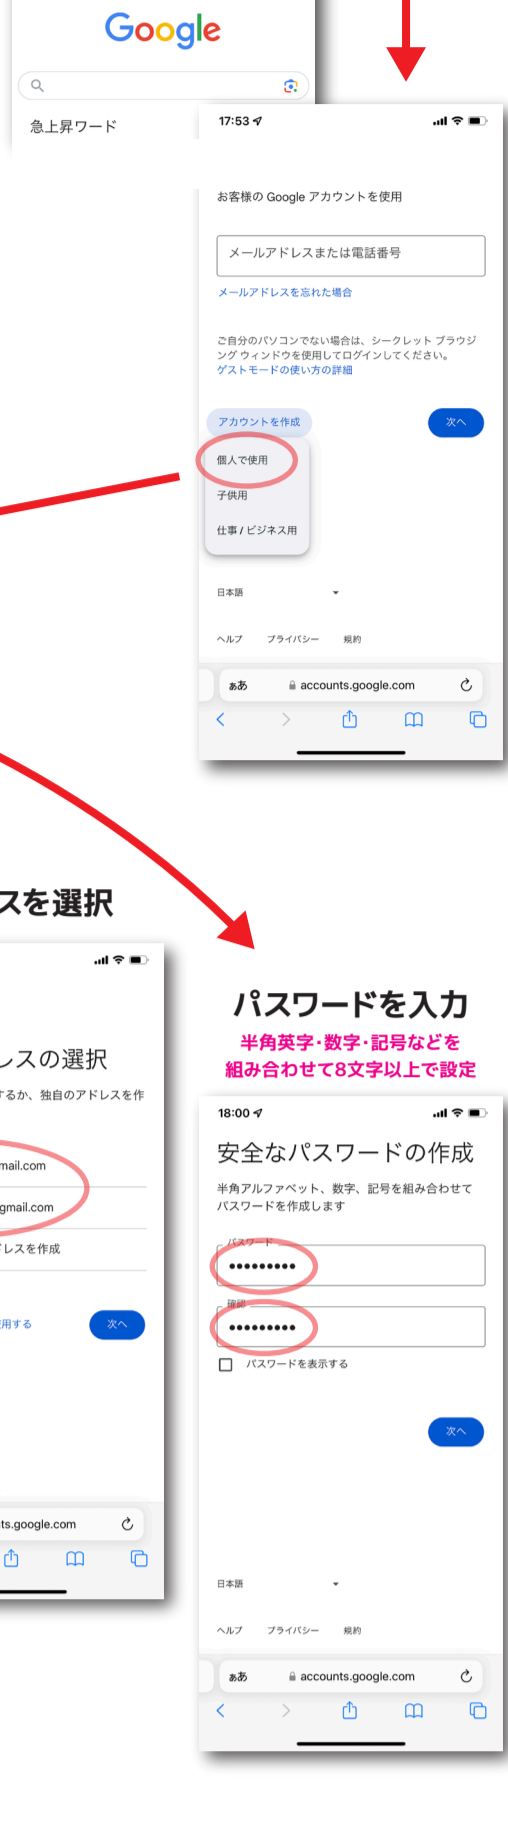 Google
急上昇ワード
17:53
お客様の Google アカウントを使用
メールアドレスまたは電話番号
メールアドレスを忘れた場合
ご自分のパソコンでない場合は、シークレット ブラウジ
ング ウィンドウを使用してログインしてください。
ゲストモードの使い方の詳細
アカウントを作成
次へ
個人で使用
子供用
仕事 / ビジネス用
日本語
ヘルプ プライバシー 規約
ぁあ accounts.google.com
スを選択
レスの選択
するか、独自のアドレスを作
mail.com
gmail.com
ドレスを作成
用する
次へ
ts.google.com
パスワードを入力
半角英字・数字・記号などを
組み合わせて8文字以上で設定
18:00
安全なパスワードの作成
半角アルファベット、数字、記号を組み合わせて
パスワードを作成します
パスワード
•••••••••
確認
•••••••••
パスワードを表示する
次へ
日本語
ヘルプ プライバシー 規約
ぁあ accounts.google.com